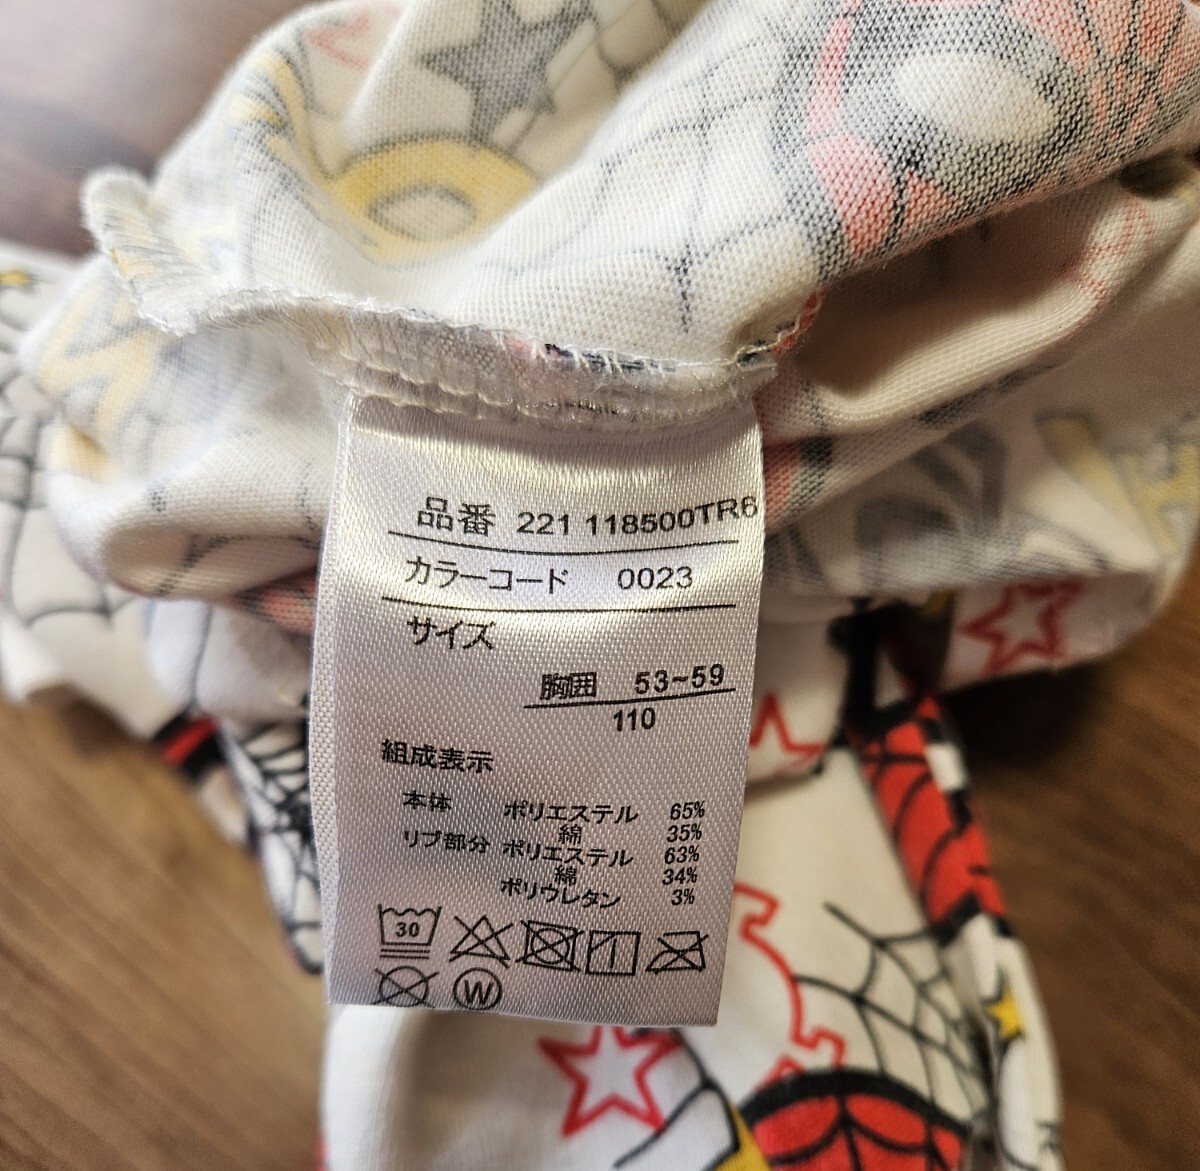 品番 221 118500TR6
カラーコード 0023
サイズ
胸囲 53~59
110
組成表示
本体 ポリエステル 65%
綿 35%
リブ部分 ポリエステル 63%
綿 34%
ポリウレタン 3%
30
W